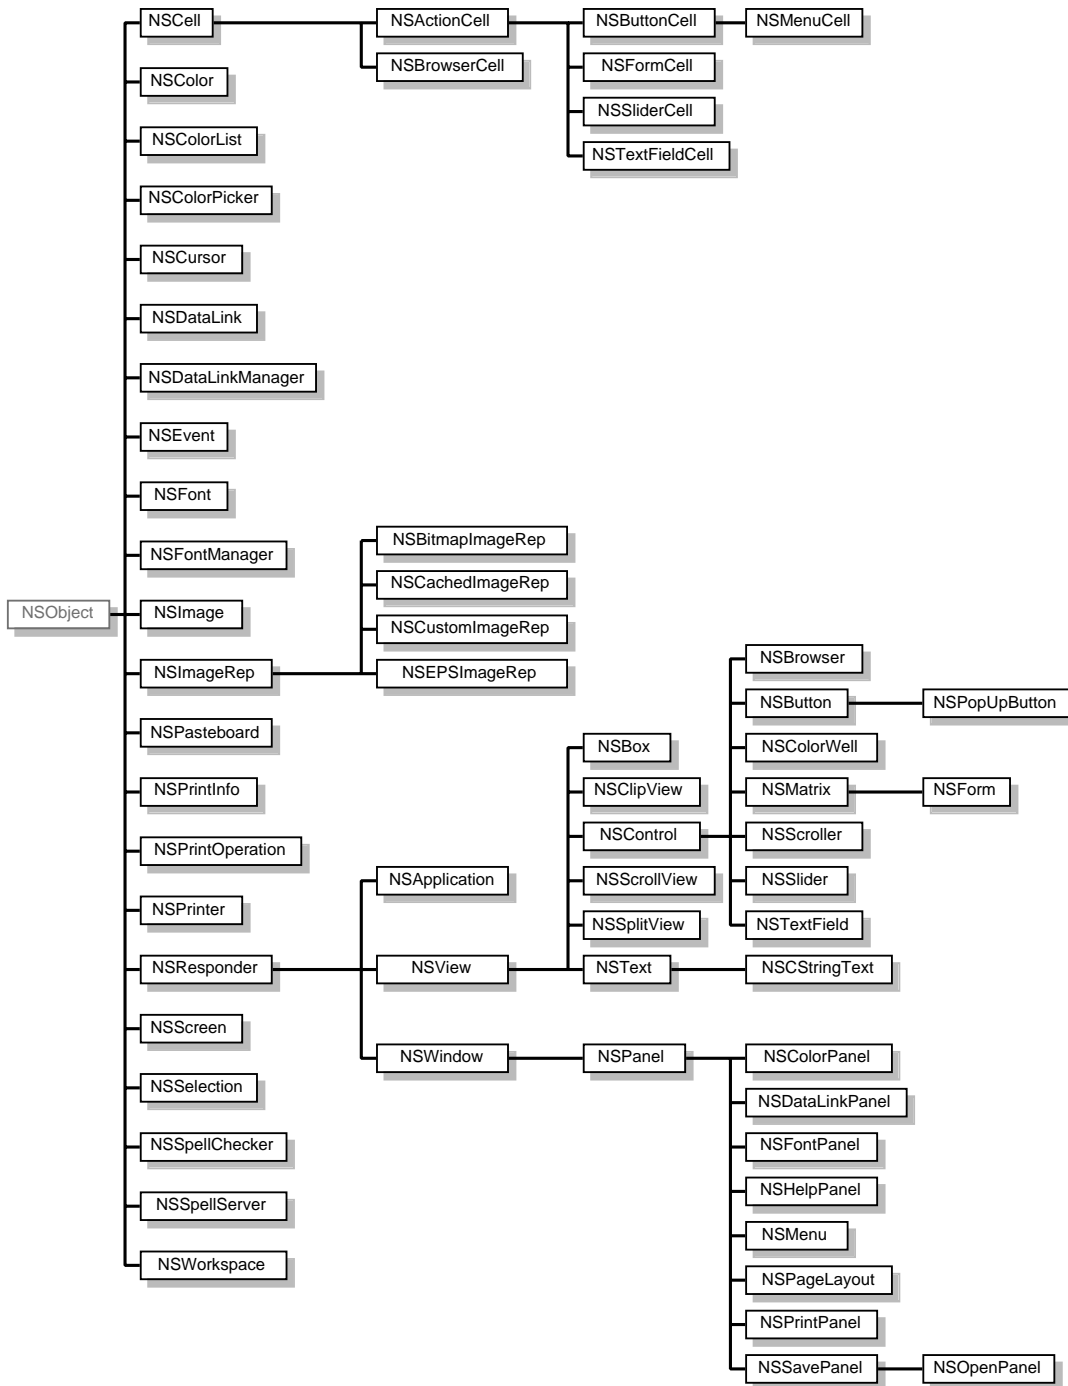 NSCell
NSActionCell
NSButtonCell
NSMenuCell
NSBrowserCell
NSFormCell
NSColor
NSSliderCell
NSColorList
NSTextFieldCell
NSColorPicker
NSCursor
NSDataLink
NSDataLinkManager
NSEvent
NSFont
NSBitmapImageRep
NSFontManager
NSCachedImageRep
NSObject
NSImage
NSCustomImageRep
NSImageRep
NSEPSImageRep
NSBrowser
NSButton
NSPopUpButton
NSPasteboard
NSBox
NSColorWell
NSPrintInfo
NSClipView
NSMatrix
NSForm
NSControl
NSScroller
NSPrintOperation
NSApplication
NSScrollView
NSSlider
NSPrinter
NSSplitView
NSTextField
NSResponder
NSView
NSText
NSCStringText
NSScreen
NSWindow
NSPanel
NSColorPanel
NSSelection
NSDataLinkPanel
NSSpellChecker
NSFontPanel
NSHelpPanel
NSSpellServer
NSMenu
NSWorkspace
NSPageLayout
NSPrintPanel
NSSavePanel
NSOpenPanel